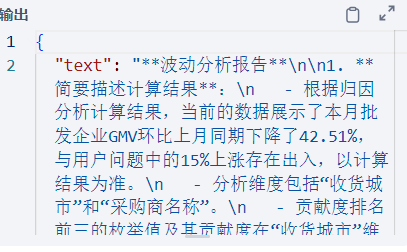 输出
1 {
2 "text": "**波动分析报告**\n\n1. **
简要描述计算结果**：\n   - 根据归因
分析计算结果，当前的数据展示了本月批
发企业GMV环比上月同期下降了42.51%，
与用户问题中的15%上涨存在出入，以计算
结果为准。\n   - 分析维度包括“收货城
市”和“采购商名称”。\n   - 贡献度排名
前三的枚举值及其贡献度在“收货城市”维